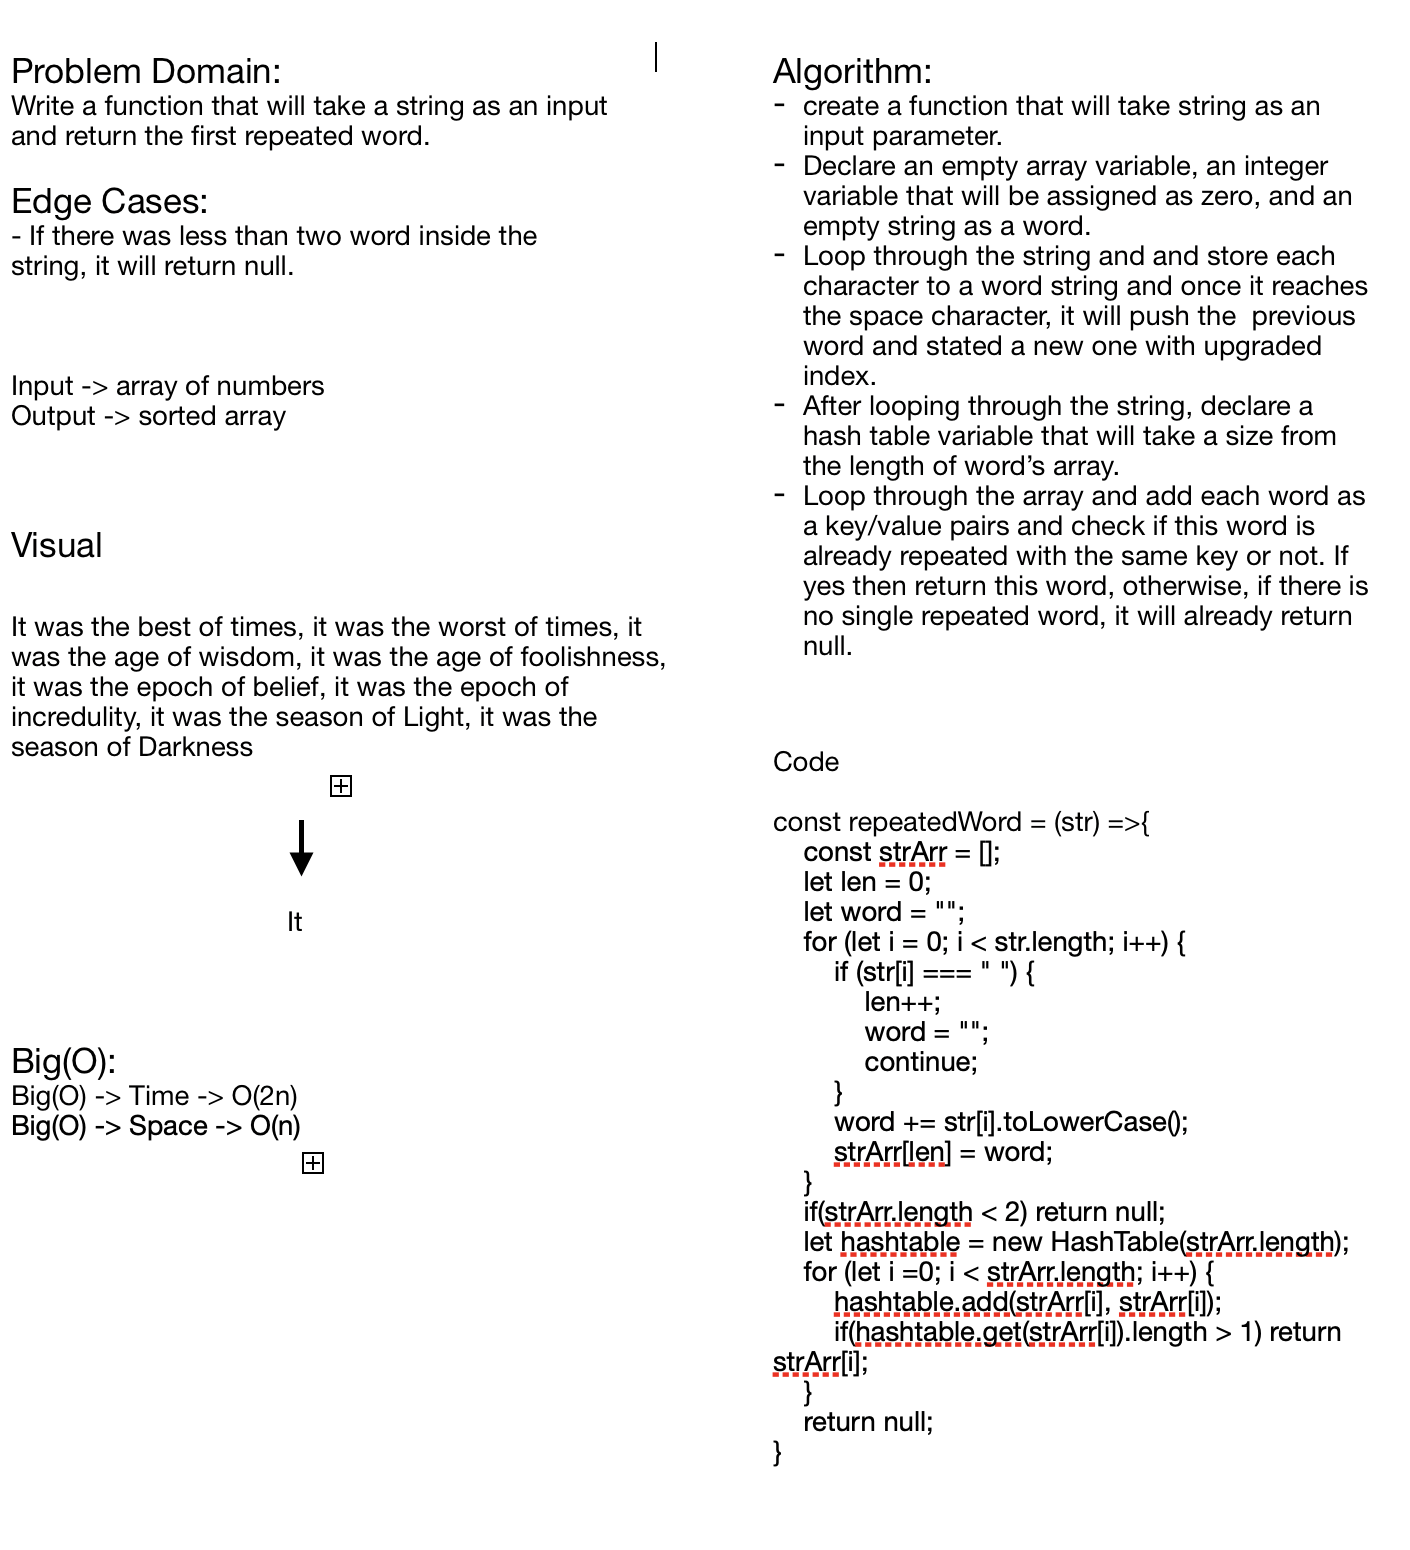 Problem Domain:
Write a function that will take a string as an input
and return the first repeated word.
Edge Cases:
- If there was less than two word inside the
string, it will return null.
Input -> array of numbers
Output -> sorted array
Visual
It was the best of times, it was the worst of times, it
was the age of wisdom, it was the age of foolishness,
it was the epoch of belief, it was the epoch of
incredulity, it was the season of Light, it was the
season of Darkness
It
Big(O):
Big(O) -> Time -> O(2n)
Big(O) -> Space -> O(n)
Algorithm:
- create a function that will take string as an
input parameter.
- Declare an empty array variable, an integer
variable that will be assigned as zero, and an
empty string as a word.
- Loop through the string and and store each
character to a word string and once it reaches
the space character, it will push the  previous
word and stated a new one with upgraded
index.
- After looping through the string, declare a
hash table variable that will take a size from
the length of word’s array.
- Loop through the array and add each word as
a key/value pairs and check if this word is
already repeated with the same key or not. If
yes then return this word, otherwise, if there is
no single repeated word, it will already return
null.
Code
const repeatedWord = (str) =>{
const strArr = [];
let len = 0;
let word = "";
for (let i = 0; i < str.length; i++) {
if (str[i] === " ") {
len++;
word = "";
continue;
}
word += str[i].toLowerCase();
strArr[len] = word;
}
if(strArr.length < 2) return null;
let hashtable = new HashTable(strArr.length);
for (let i =0; i < strArr.length; i++) {
hashtable.add(strArr[i], strArr[i]);
if(hashtable.get(strArr[i]).length > 1) return
strArr[i];
}
return null;
}